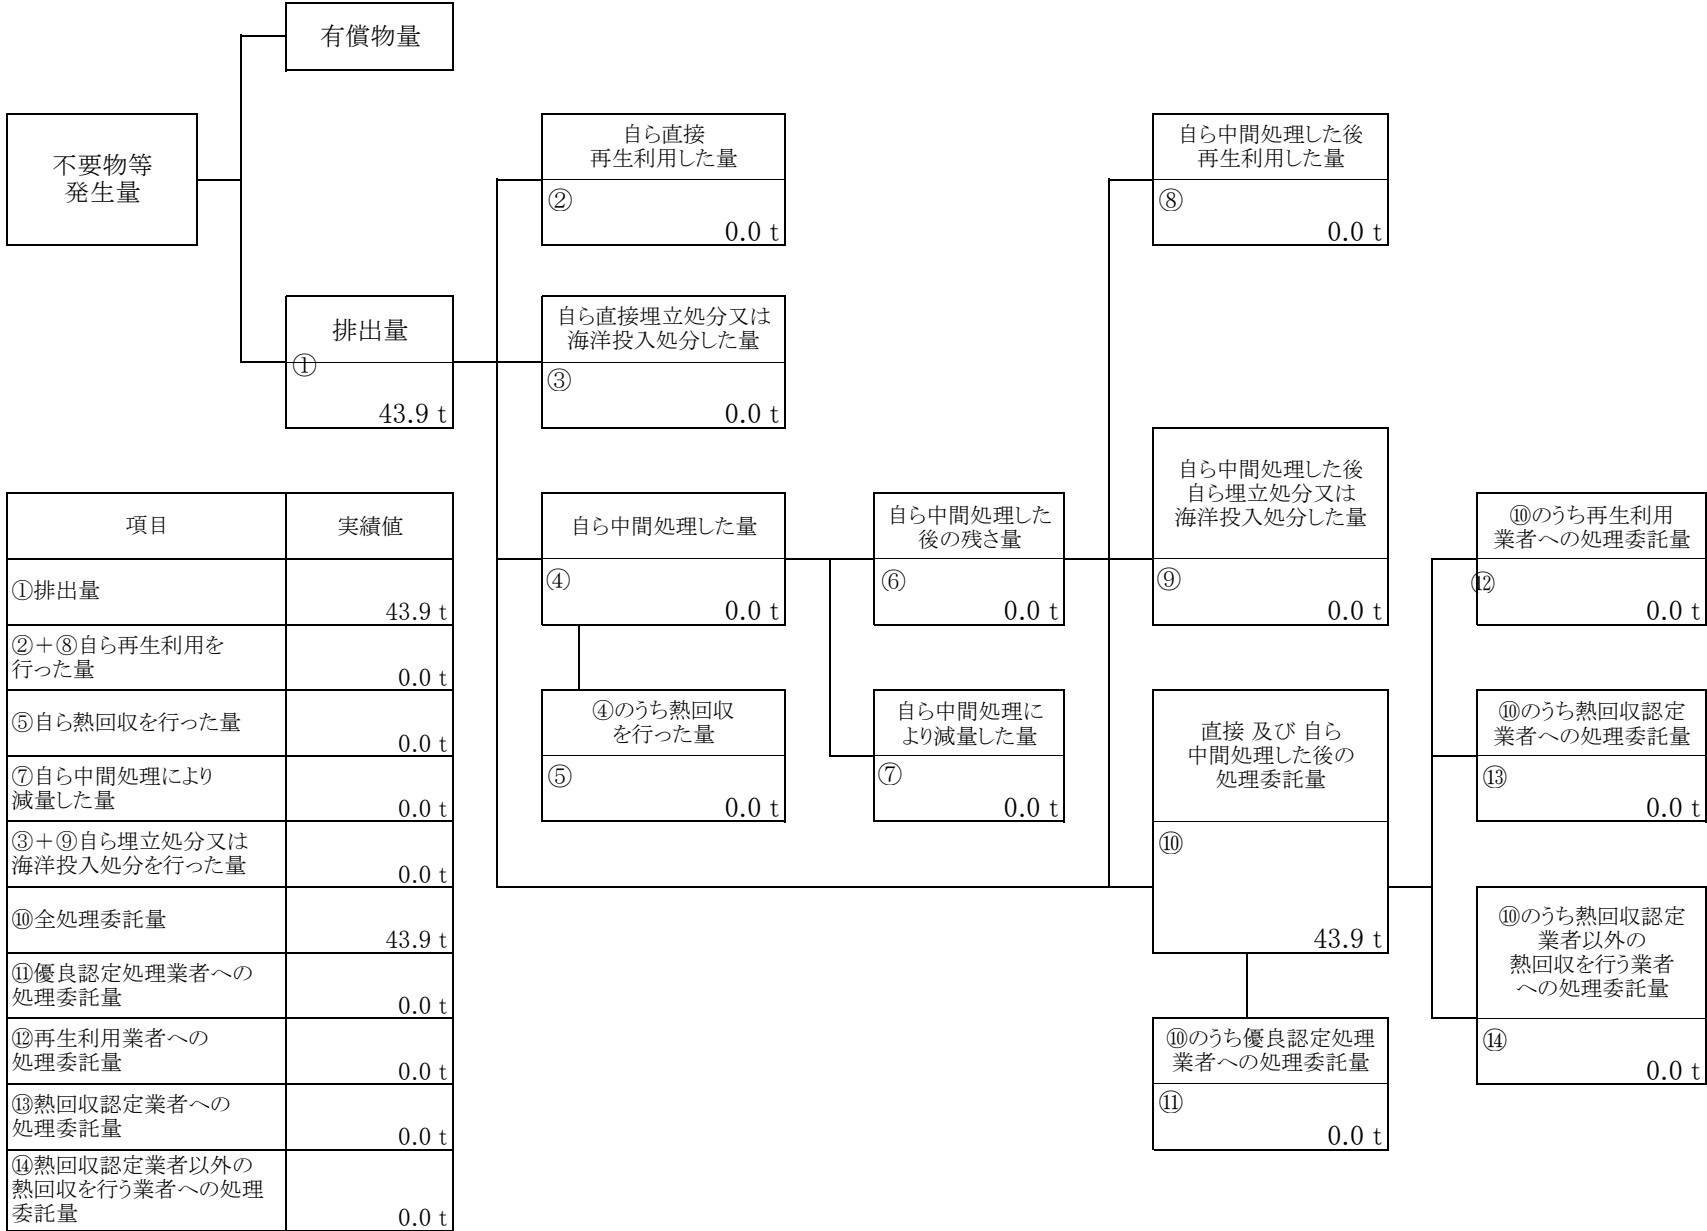 有償物量
不要物等
発生量
自ら直接
再生利用した量
②
0.0 t
自ら中間処理した後
再生利用した量
⑧
0.0 t
排出量
①
43.9 t
自ら直接埋立処分又は
海洋投入処分した量
③
0.0 t
自ら中間処理した量
④
0.0 t
自ら中間処理した
後の残さ量
⑥
0.0 t
自ら中間処理した後
自ら埋立処分又は
海洋投入処分した量
⑨
0.0 t
⑩のうち再生利用
業者への処理委託量
⑫
0.0 t
④のうち熱回収
を行った量
⑤
0.0 t
自ら中間処理に
より減量した量
⑦
0.0 t
直接 及び 自ら
中間処理した後の
処理委託量
⑩
43.9 t
⑩のうち熱回収認定
業者への処理委託量
⑬
0.0 t
⑩のうち熱回収認定
業者以外の
熱回収を行う業者
への処理委託量
⑭
0.0 t
⑩のうち優良認定処理
業者への処理委託量
⑪
0.0 t
項目 実績値
①排出量
43.9 t
②＋⑧自ら再生利用を
行った量
0.0 t
⑤自ら熱回収を行った量
0.0 t
⑦自ら中間処理により
減量した量
0.0 t
③＋⑨自ら埋立処分又は
海洋投入処分を行った量
0.0 t
⑩全処理委託量
43.9 t
⑪優良認定処理業者への
処理委託量
0.0 t
⑫再生利用業者への
処理委託量
0.0 t
⑬熱回収認定業者への
処理委託量
0.0 t
⑭熱回収認定業者以外の
熱回収を行う業者への処理
委託量
0.0 t